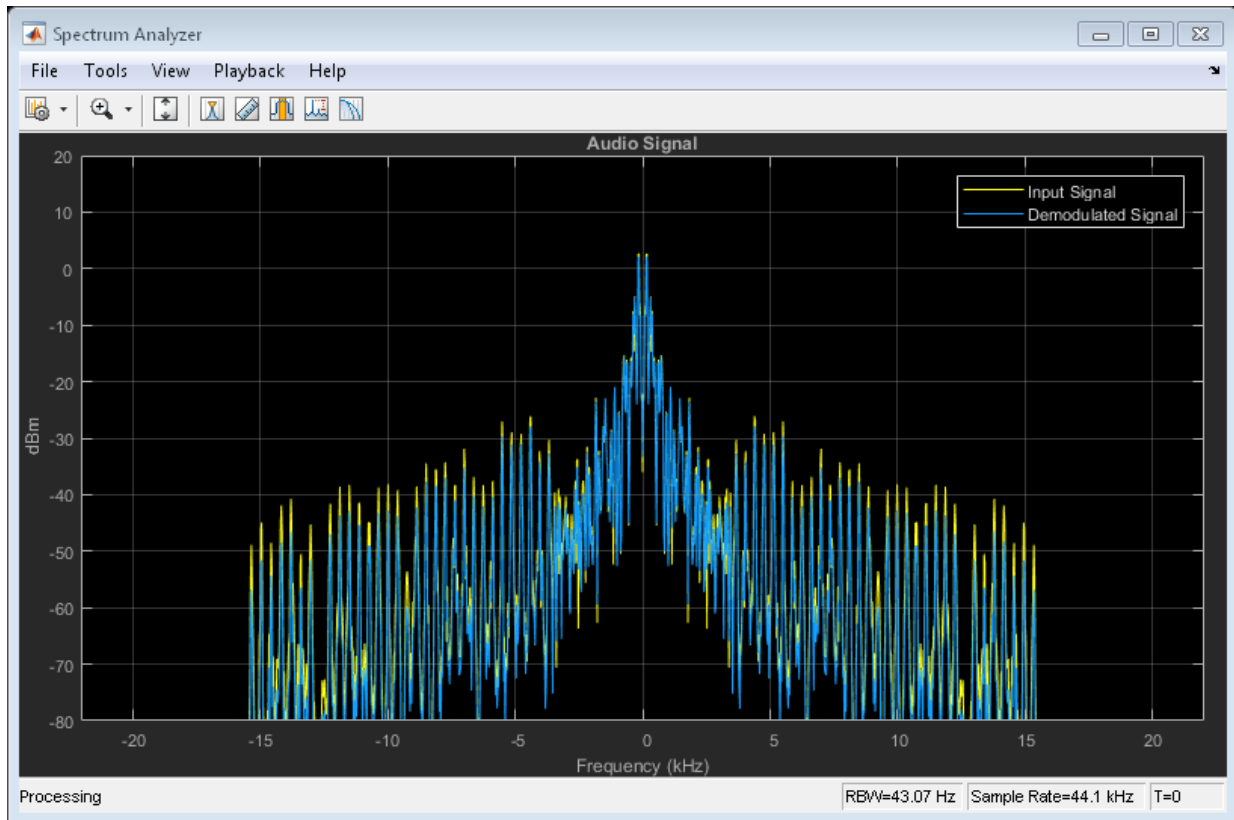 Spectrum Analyzer
File Tools View Playback Help
Audio Signal
20
10
0
-10
-20
-30
-40
-50
-60
-70
-80
dBm
Input Signal
Demodulated Signal
-20 -15 -10 -5 0 5 10 15 20
Frequency (kHz)
Processing RBW=43.07 Hz Sample Rate=44.1 kHz T=0